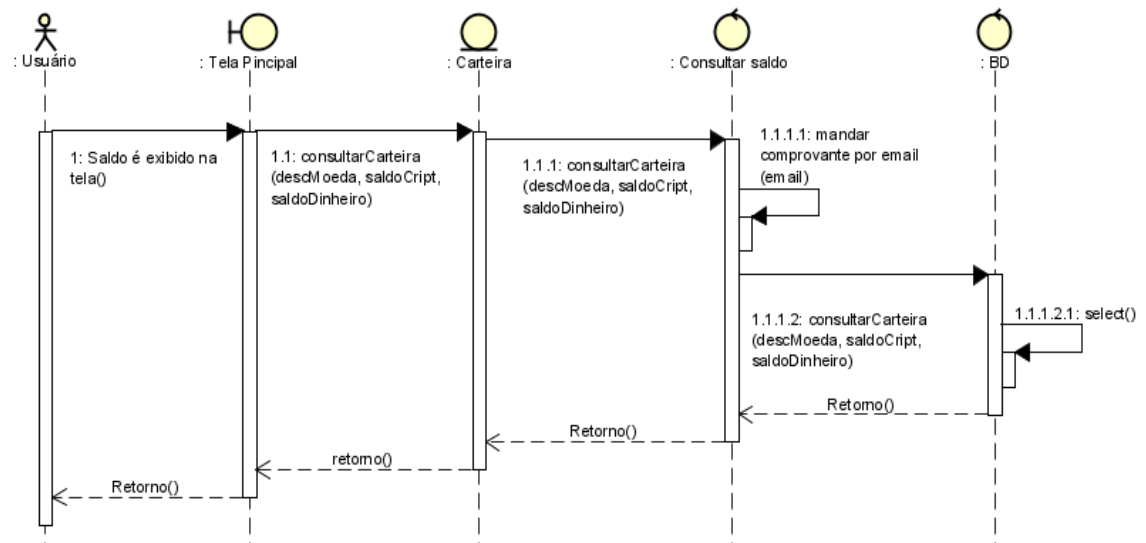 : Usuário
: Tela Pincipal
: Carteira
: Consultar saldo
: BD
1: Saldo é exibido na
tela()
1.1: consultarCarteira
(descMoeda, saldoCript,
saldoDinheiro)
1.1.1: consultarCarteira
(descMoeda, saldoCript,
saldoDinheiro)
1.1.1.1: mandar
comprovante por email
(email)
1.1.1.2: consultarCarteira
(descMoeda, saldoCript,
saldoDinheiro)
1.1.1.2.1: select()
Retorno()
Retorno()
retorno()
Retorno()